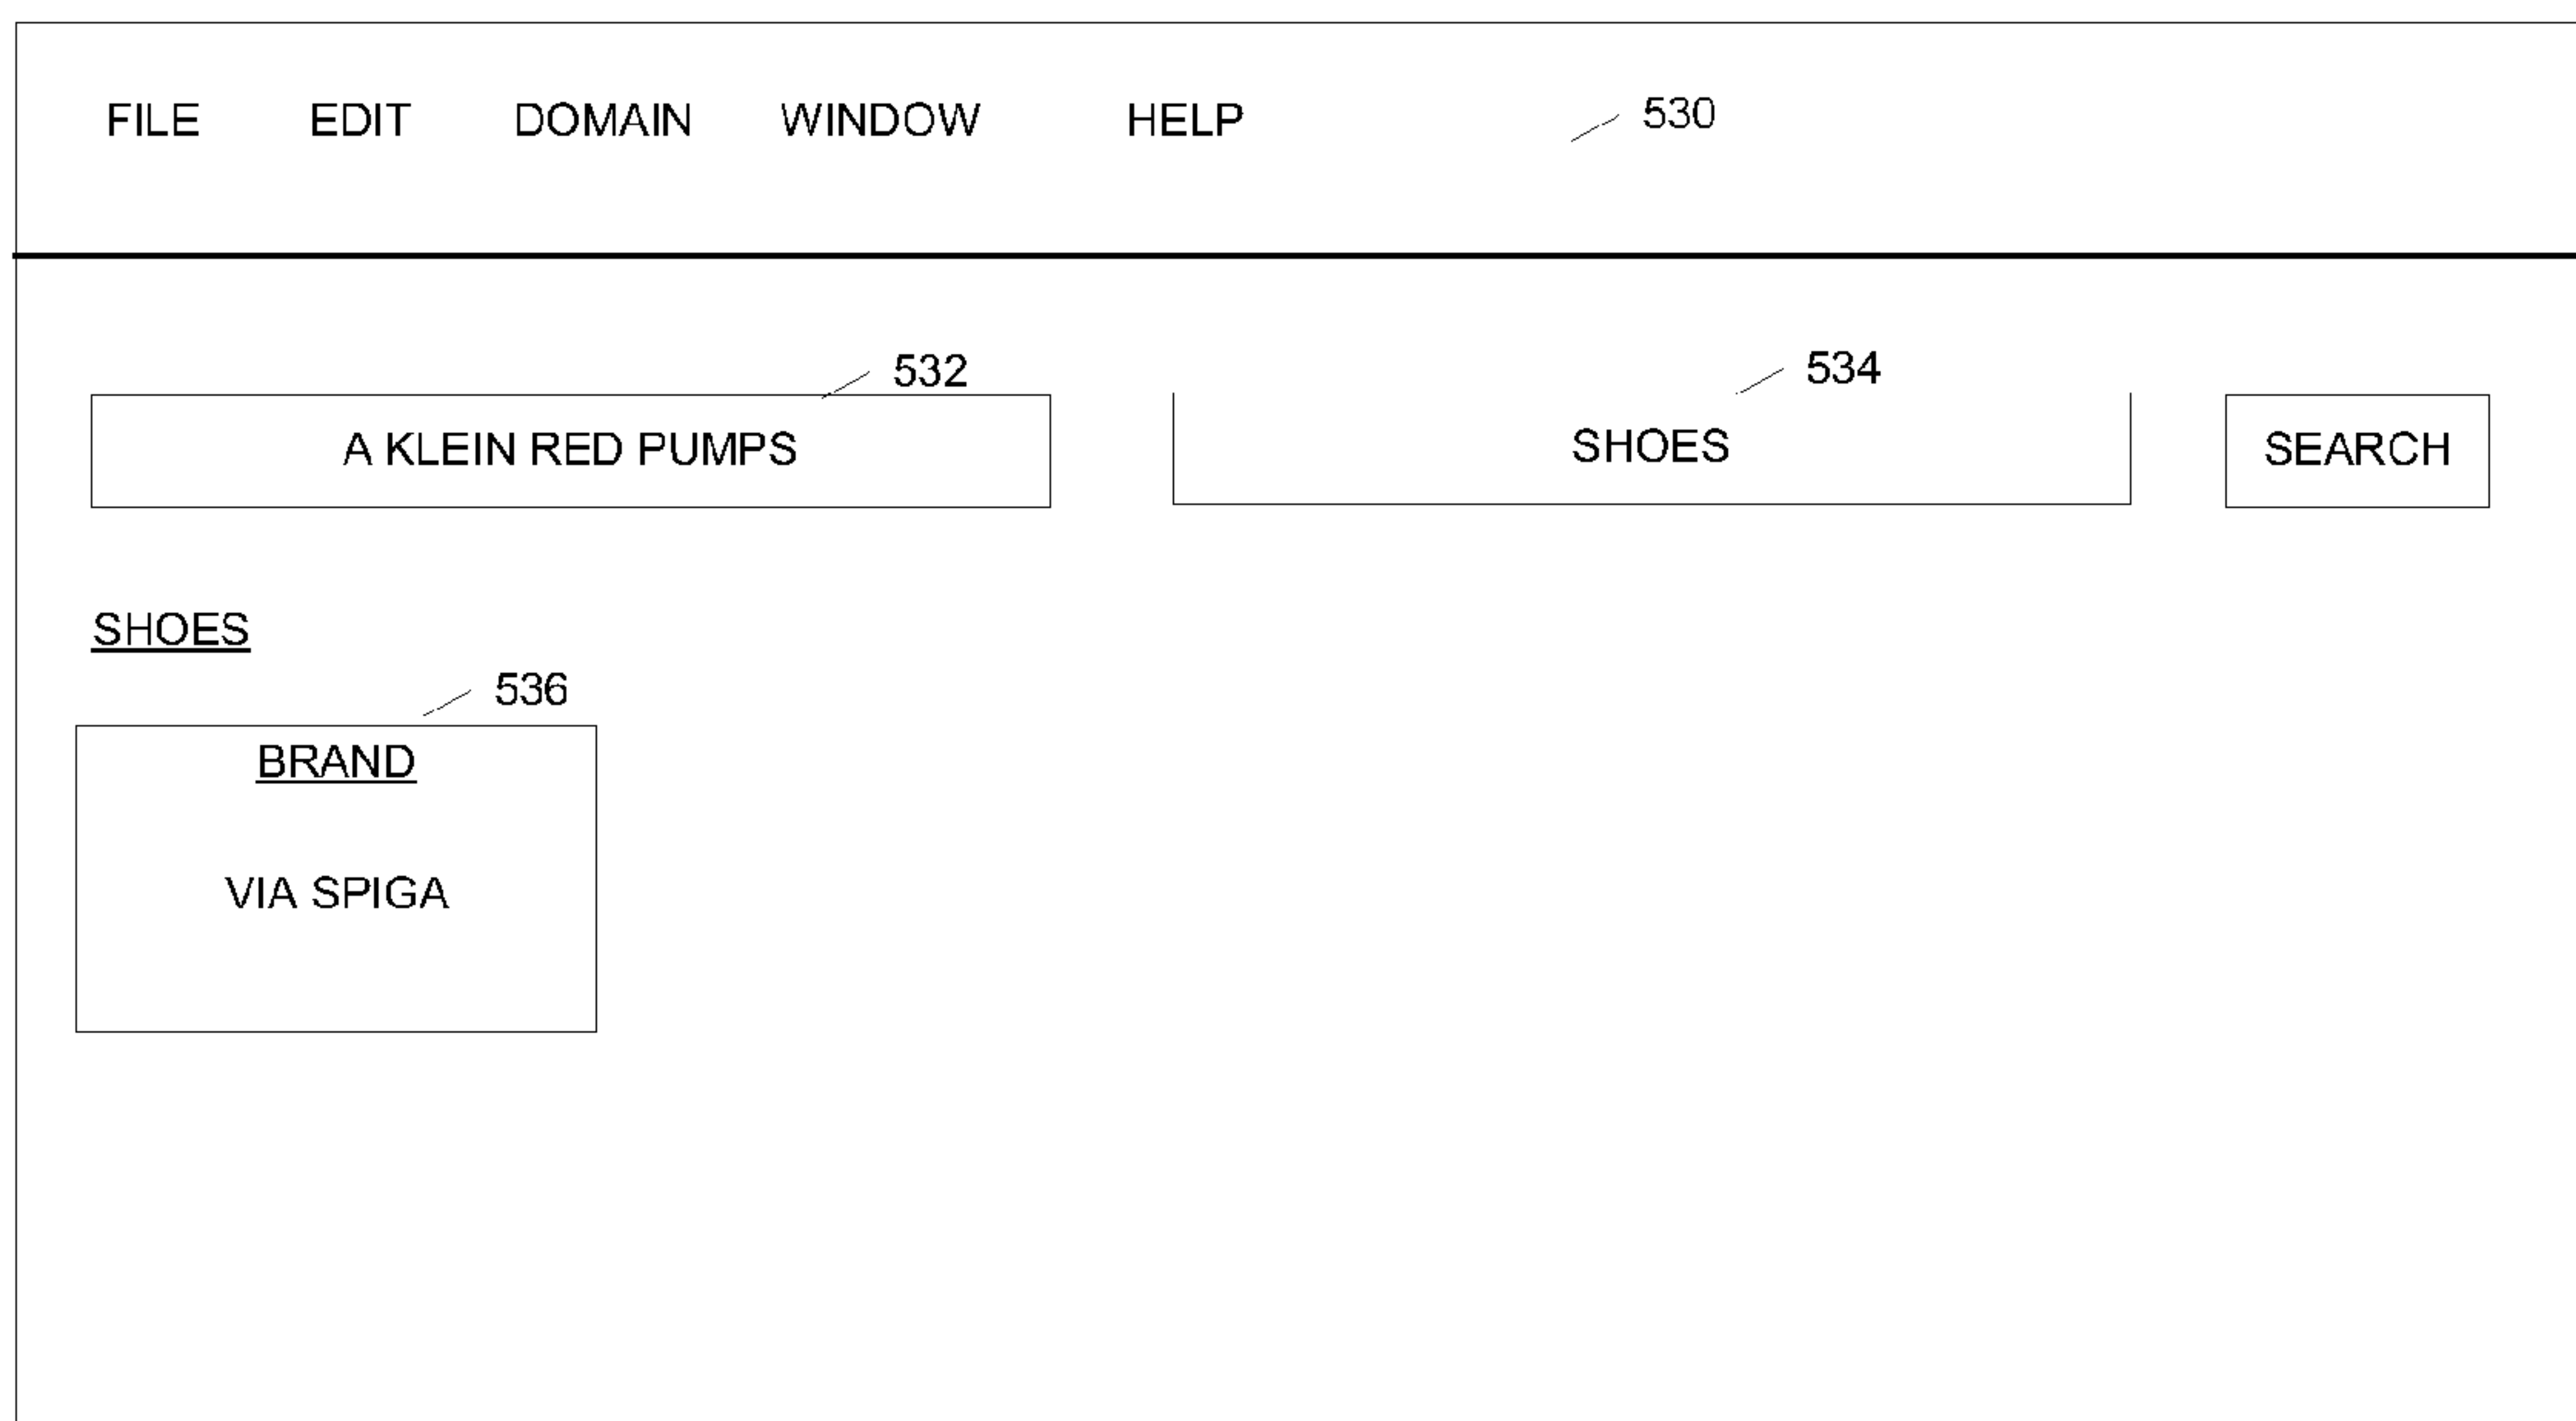 FILE EDIT DOMAIN WINDOW HELP 530
532 534
A KLEIN RED PUMPS SHOES SEARCH
SHOES
536
BRAND
VIA SPIGA